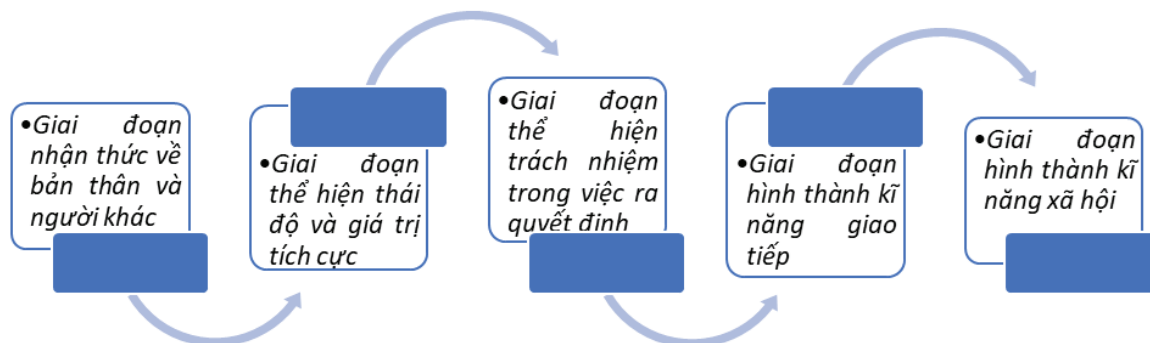 •Giai đoạn
nhận thức về
bản thân và
người khác
•Giai đoạn
thể hiện thái
độ và giá trị
tích cực
•Giai đoạn
thể hiện
trách nhiệm
trong việc ra
quyết định
•Giai đoạn
hình thành kĩ
năng giao
tiếp
•Giai đoạn
hình thành kĩ
năng xã hội